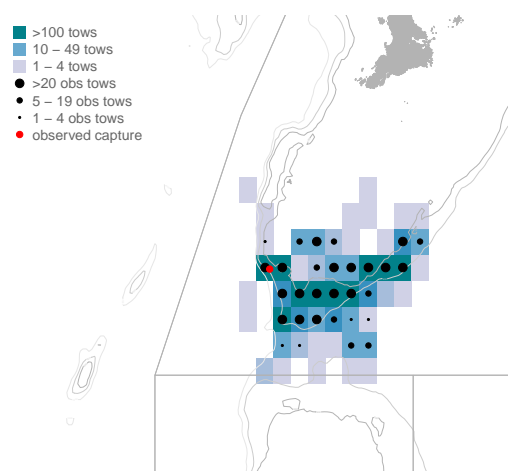 >100 tows
10 – 49 tows
1 – 4 tows
>20 obs tows
5 – 19 obs tows
1 – 4 obs tows
observed capture